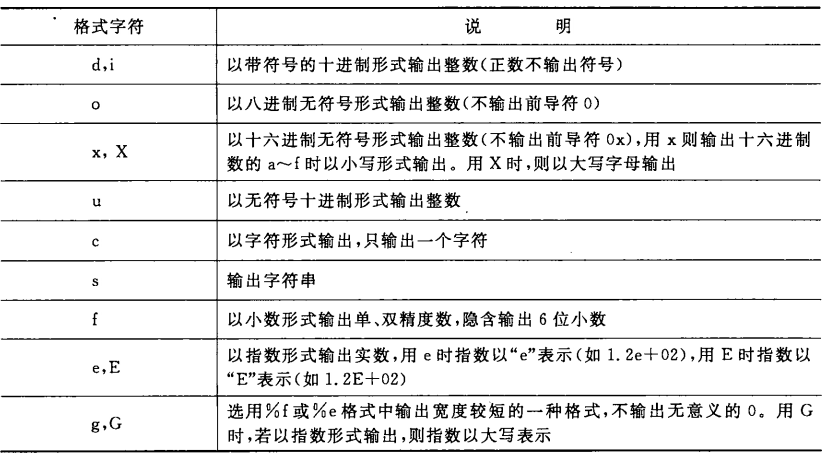 格式字符 说 明
d,i 以带符号的十进制形式输出整数(正数不输出符号)
o 以八进制无符号形式输出整数(不输出前导符0)
x, X 以十六进制无符号形式输出整数(不输出前导符0x),用x则输出十六进制
数的a～f时以小写形式输出。用X时,则以大写字母输出
u 以无符号十进制形式输出整数
c 以字符形式输出,只输出一个字符
s 输出字符串
f 以小数形式输出单、双精度数,隐含输出6位小数
e,E 以指数形式输出实数,用e时指数以“e”表示(如1.2e+02),用E时指数以
“E”表示(如1.2E+02)
g,G 选用%f或%e格式中输出宽度较短的一种格式,不输出无意义的0。用G
时,若以指数形式输出,则指数以大写表示